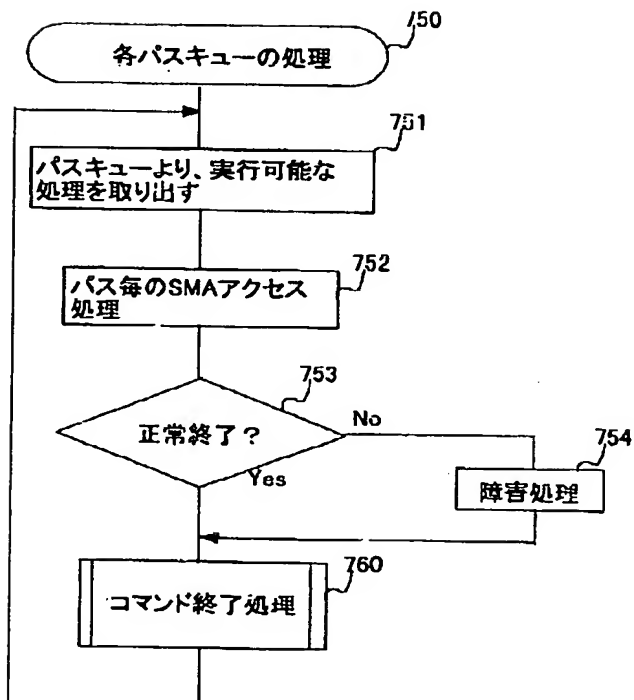 750
各パスキューの処理
751
パスキューより、実行可能な
処理を取り出す
752
パス毎のSMAアクセス
処理
753
正常終了？
No
754
Yes
障害処理
760
コマンド終了処理